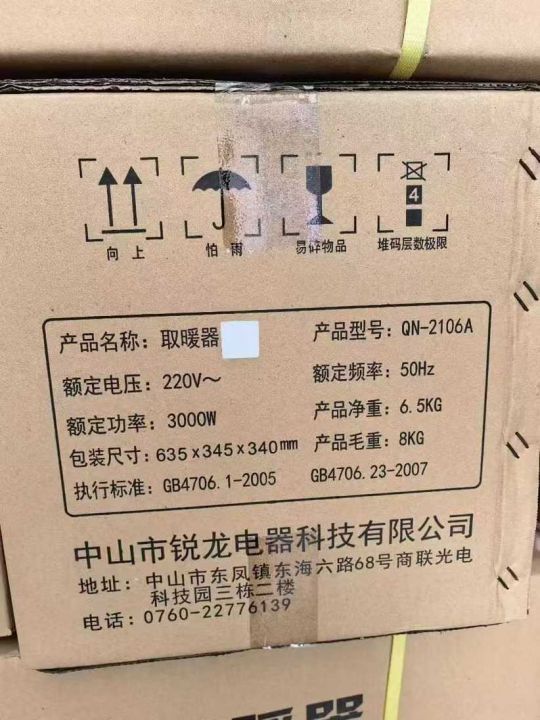 4
向上
怕雨
易碎物品
堆码层数极限
产品名称：取暖器
产品型号：QN-2106A
额定电压：220V～
额定频率：50Hz
额定功率：3000W
产品净重：6.5KG
包装尺寸：635x345x340mm
产品毛重：8KG
执行标准：GB4706.1-2005
GB4706.23-2007
中山市锐龙电器科技有限公司
地址：中山市东凤镇东海六路68号商联光电
科技园三栋二楼
电话：0760-22776139